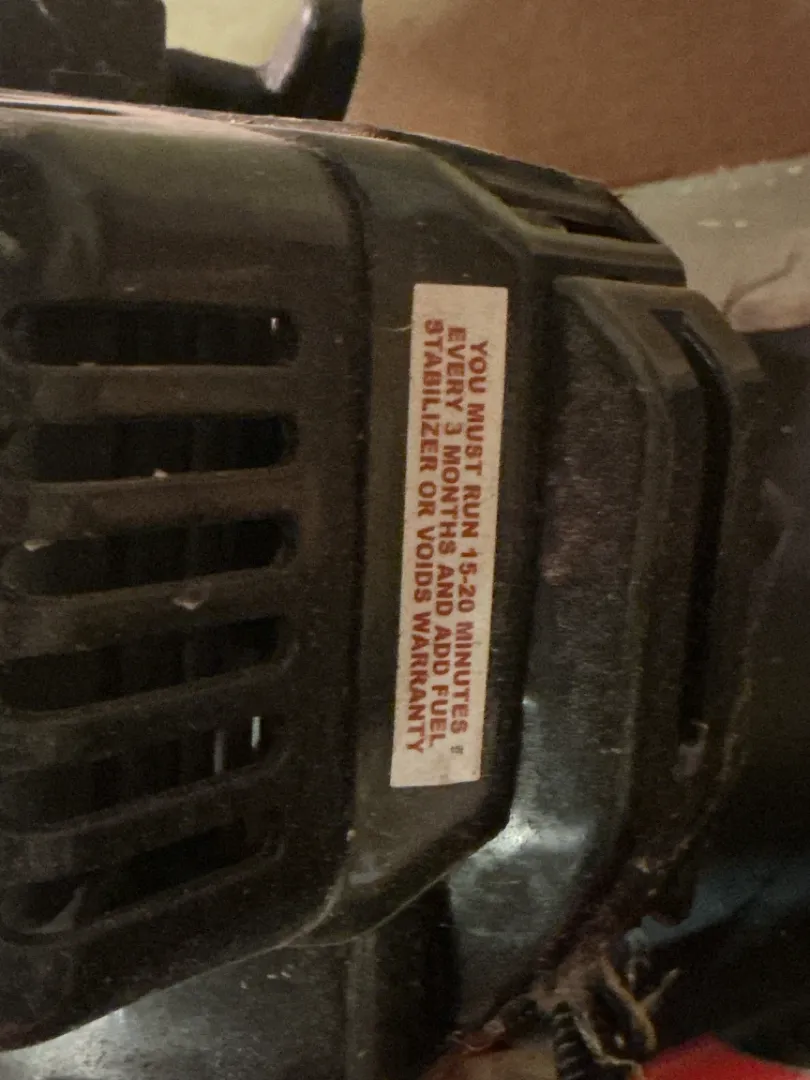 YOU MUST RUN 15-20 MINUTES
EVERY 3 MONTHS AND ADD FUEL
STABILIZER OR VOIDS WARRANTY